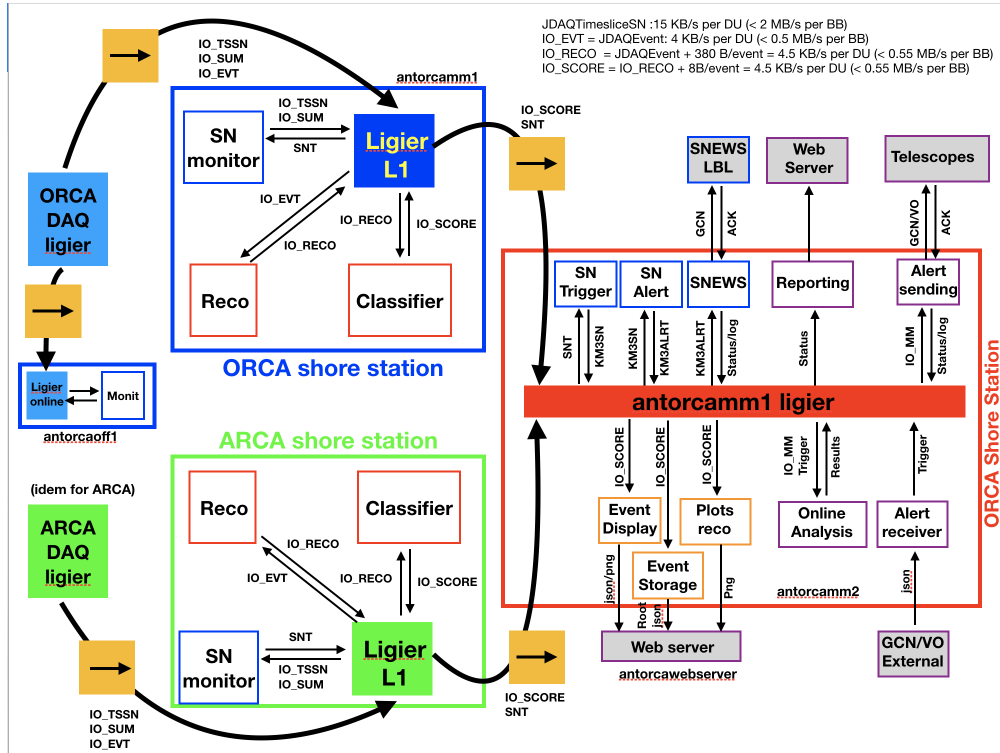 JDAQTimesliceSN :15 KB/s per DU (< 2 MB/s per BB)
IO_EVT = JDAQEvent: 4 KB/s per DU (< 0.5 MB/s per BB)
IO_RECO = JDAQEvent + 380 B/event = 4.5 KB/s per DU (< 0.55 MB/s per BB)
IO_SCORE = IO_RECO + 8B/event = 4.5 KB/s per DU (< 0.55 MB/s per BB)
IO_TSSN
IO_SUM
IO_EVT
antorcamm1
SN
monitor
IO_TSSN
IO_SUM
SNT
Ligier
L1
IO_EVT
IO_RECO
IO_RECO
IO_SCORE
Reco
Classifier
ORCA shore station
IO_SCORE
SNT
ORCA
DAQ
ligier
Ligier
online
Monit
antorcaoff1
SNEWS
LBL
Web
Server
Telescopes
GCN
ACK
GCN/VO
ACK
SN
Trigger
SN
Alert
SNEWS
Reporting
Alert
sending
SNT
KM3SN
KM3ALRT
KM3ALRT
KM3ALRT
Status/log
Status
IO_MM
Status/log
antorcamm1 ligier
ORCA Shore Station
IO_SCORE
IO_SCORE
IO_SCORE
IO_MM
Trigger
Results
Trigger
Event
Display
Plots
reco
Online
Analysis
Alert
receiver
Event
Storage
antorcamm2
json/png
Root
json
Png
json
Web server
antorcawebserver
GCN/VO
External
ARCA shore station
(idem for ARCA)
ARCA
DAQ
ligier
Reco
Classifier
IO_RECO
IO_EVT
IO_RECO
IO_SCORE
SN
monitor
SNT
IO_TSSN
IO_SUM
Ligier
L1
IO_SCORE
SNT
IO_TSSN
IO_SUM
IO_EVT